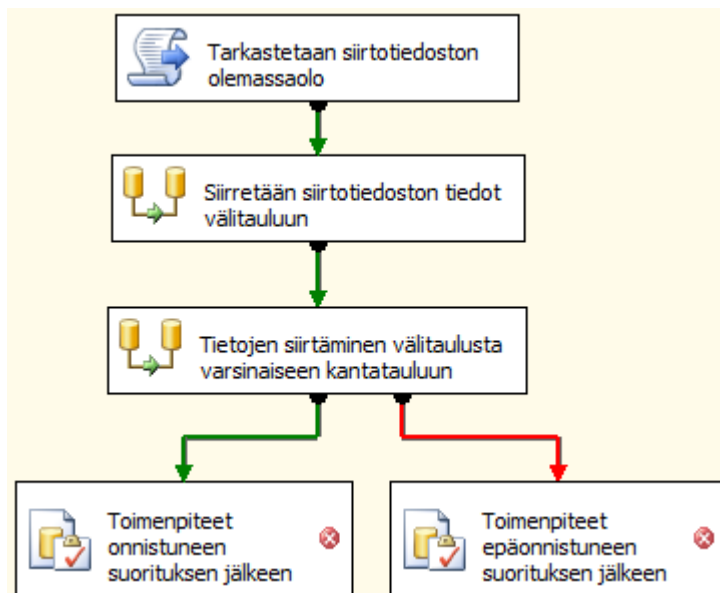 Tarkastetaan siirtotiedoston
olemassaolo
Siirretään siirtotiedoston tiedot
välitauluun
Tietojen siirtäminen välitaulusta
varsinaiseen kantatauluun
Toimenpiteet
onnistuneen
suorituksen jälkeen
Toimenpiteet
epäonnistuneen
suorituksen jälkeen